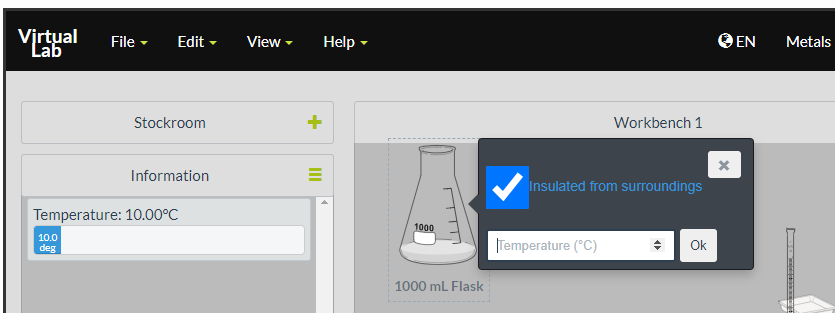 Virtual Lab
File
Edit
View
Help
EN
Metals
Stockroom
Information
Temperature: 10.00°C
10.0
deg
Workbench 1
1000
1000 mL Flask
Insulated from surroundings
Temperature (°C)
Ok